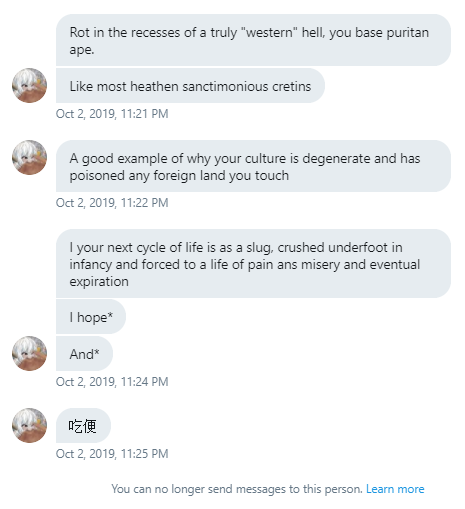 Rot in the recesses of a truly "western" hell, you base puritan
ape.
Like most heathen sanctimonious cretins
Oct 2, 2019, 11:21 PM
A good example of why your culture is degenerate and has
poisoned any foreign land you touch
Oct 2, 2019, 11:22 PM
I your next cycle of life is as a slug, crushed underfoot in
infancy and forced to a life of pain ans misery and eventual
expiration
I hope*
And*
Oct 2, 2019, 11:24 PM
吃便
Oct 2, 2019, 11:25 PM
You can no longer send messages to this person. Learn more